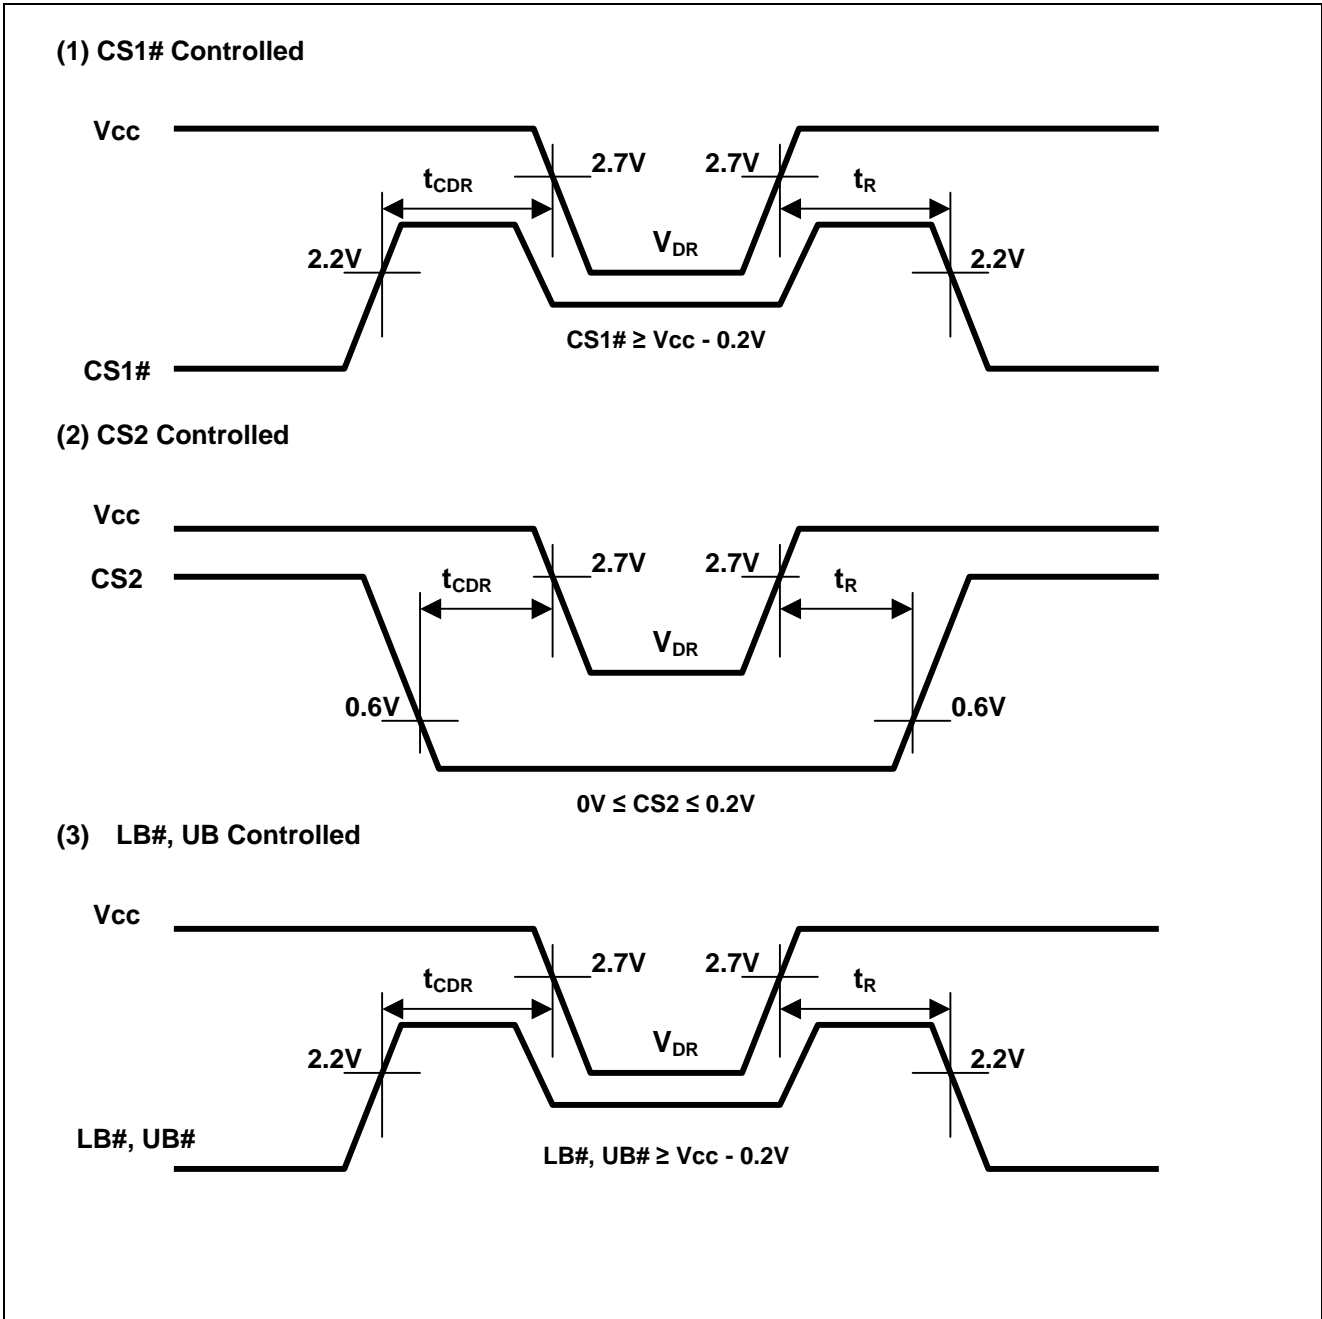 (1) CS1# Controlled
Vcc
2.7V 2.7V
tCDR tR
VDR
2.2V 2.2V
CS1# ≥ Vcc - 0.2V
CS1#
(2) CS2 Controlled
Vcc
2.7V 2.7V
CS2
tCDR tR
VDR
0.6V 0.6V
0V ≤ CS2 ≤ 0.2V
(3) LB#, UB Controlled
Vcc
2.7V 2.7V
tCDR tR
VDR
2.2V 2.2V
LB#, UB#
LB#, UB# ≥ Vcc - 0.2V